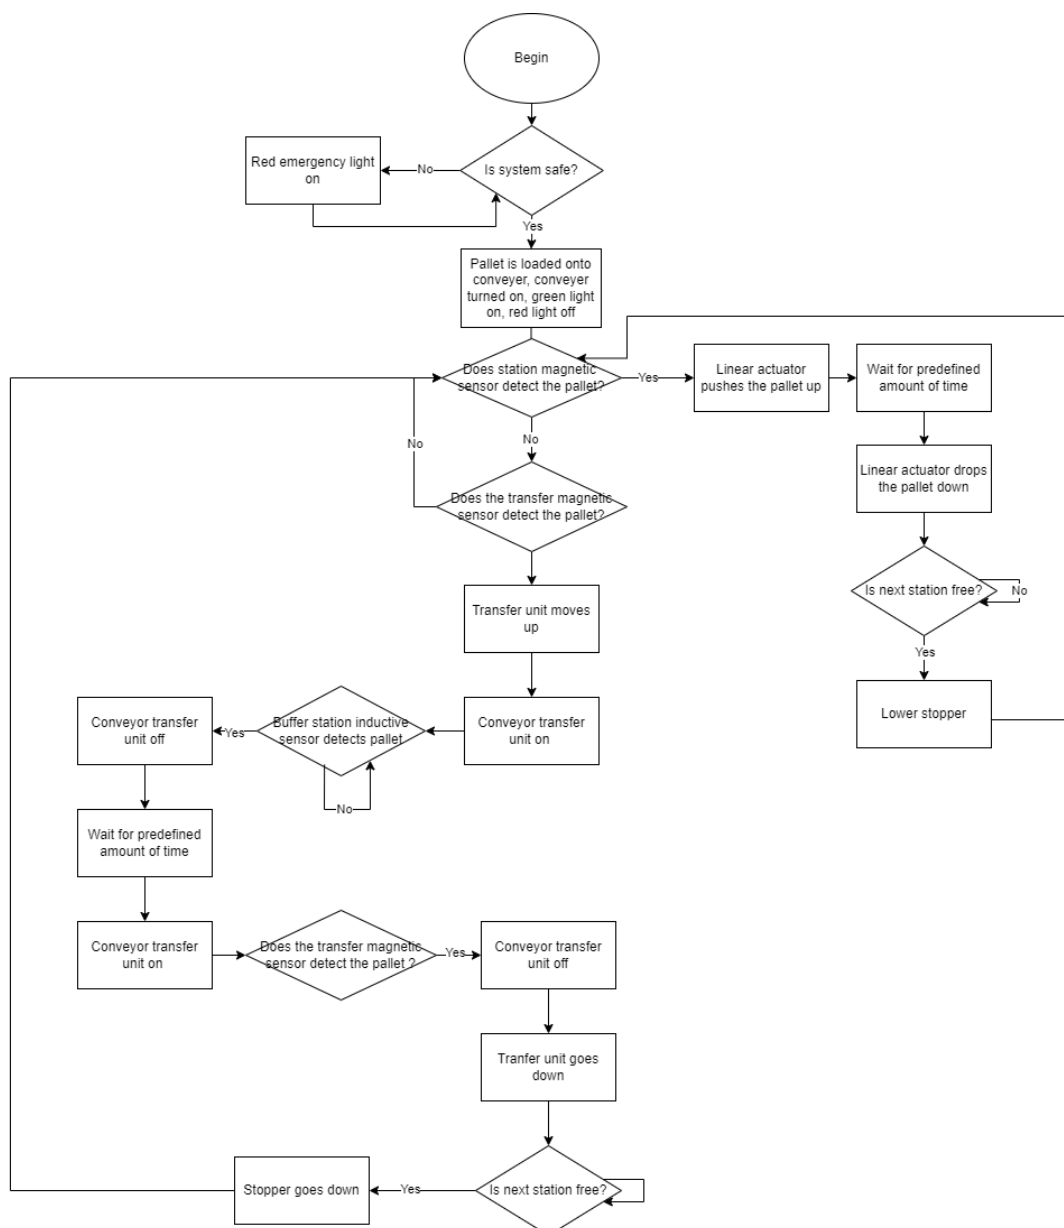 Begin
Red emergency light
on
No
Is system safe?
Yes
Pallet is loaded onto
conveyer, conveyer
turned on, green light
on, red light off
Does station magnetic
sensor detect the pallet?
Yes
Linear actuator
pushes the pallet up
Wait for predefined
amount of time
No
No
Linear actuator drops
the pallet down
Does the transfer magnetic
sensor detect the pallet?
Is next station free?
No
Transfer unit moves
up
Yes
Lower stopper
Conveyor transfer
unit on
Buffer station inductive
sensor detects pallet
Yes
No
Conveyor transfer
unit off
Wait for predefined
amount of time
Conveyor transfer
unit on
Does the transfer magnetic
sensor detect the pallet ?
Yes
Conveyor transfer
unit off
Tranfer unit goes
down
Is next station free?
Yes
Stopper goes down